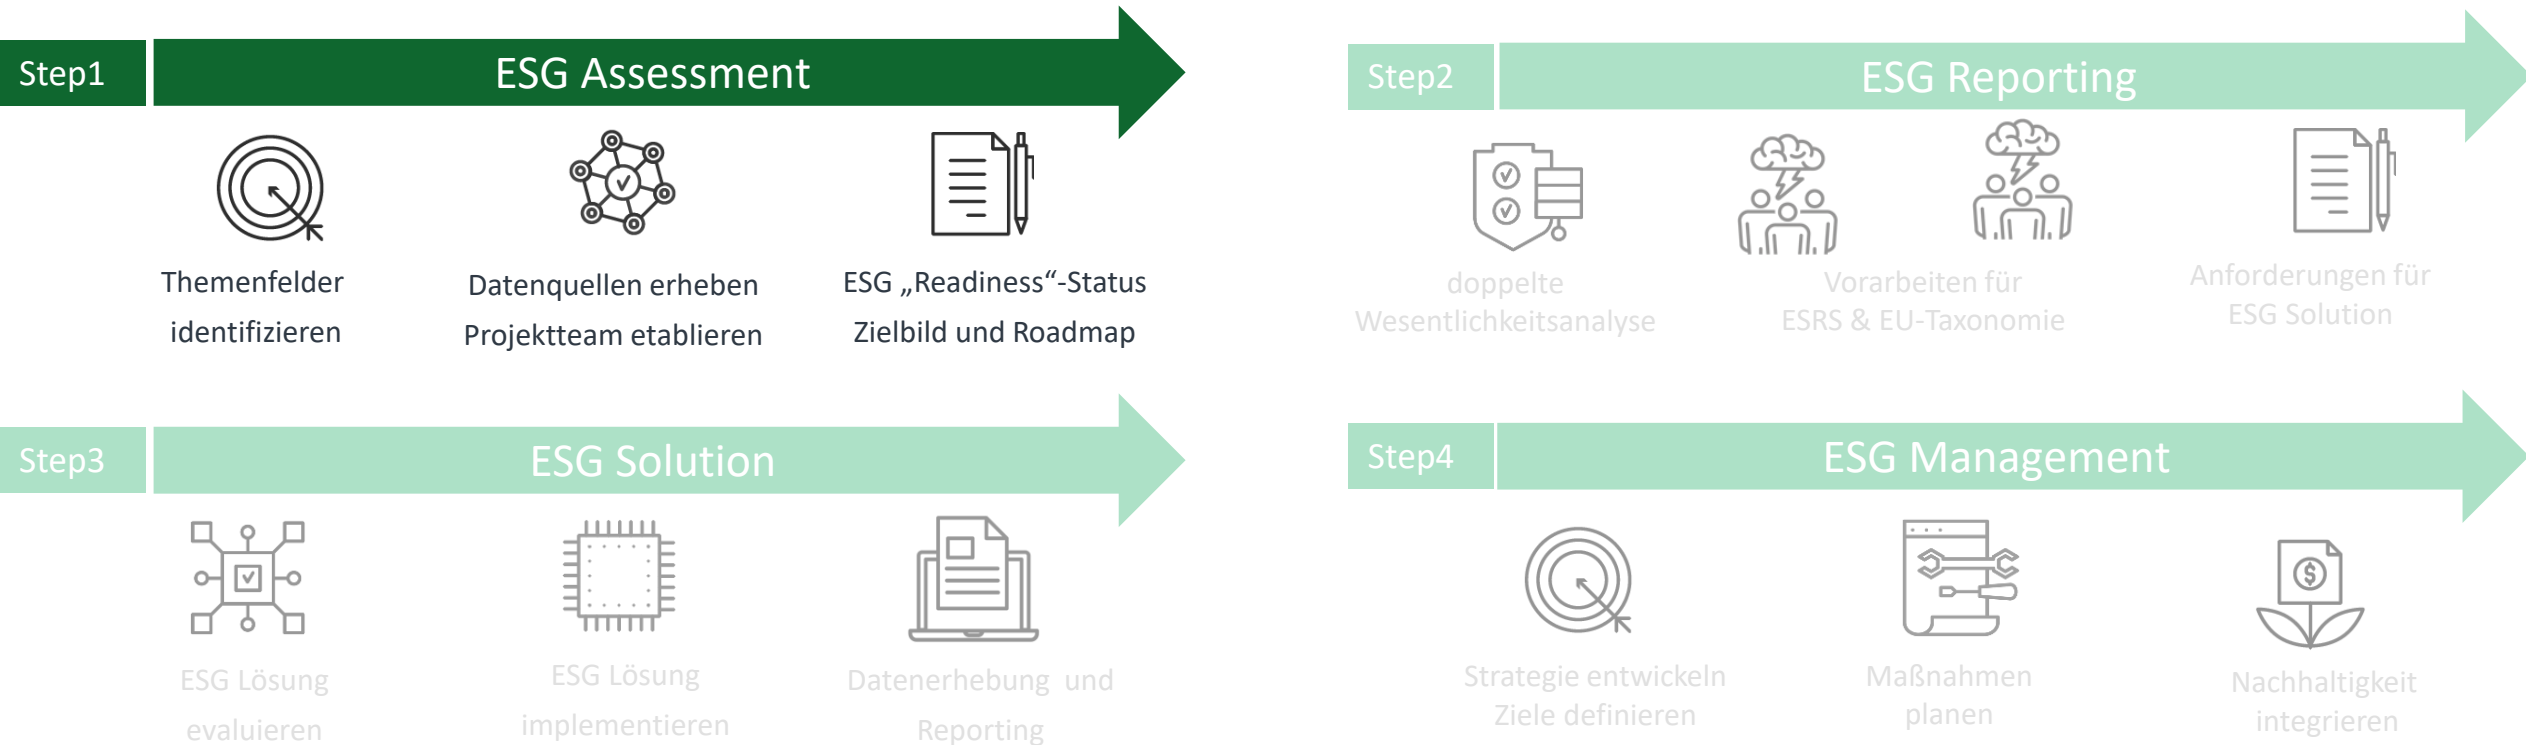 Step1
ESG Assessment
Themenfelder
identifizieren
Datenquellen erheben
Projektteam etablieren
ESG „Readiness“-Status
Zielbild und Roadmap
Step2
ESG Reporting
doppelte
Wesentlichkeitsanalyse
Vorarbeiten für
ESRS & EU-Taxonomie
Anforderungen für
ESG Solution
Step3
ESG Solution
ESG Lösung
evaluieren
ESG Lösung
implementieren
Datenerhebung und
Reporting
Step4
ESG Management
Strategie entwickeln
Ziele definieren
Maßnahmen
planen
Nachhaltigkeit
integrieren